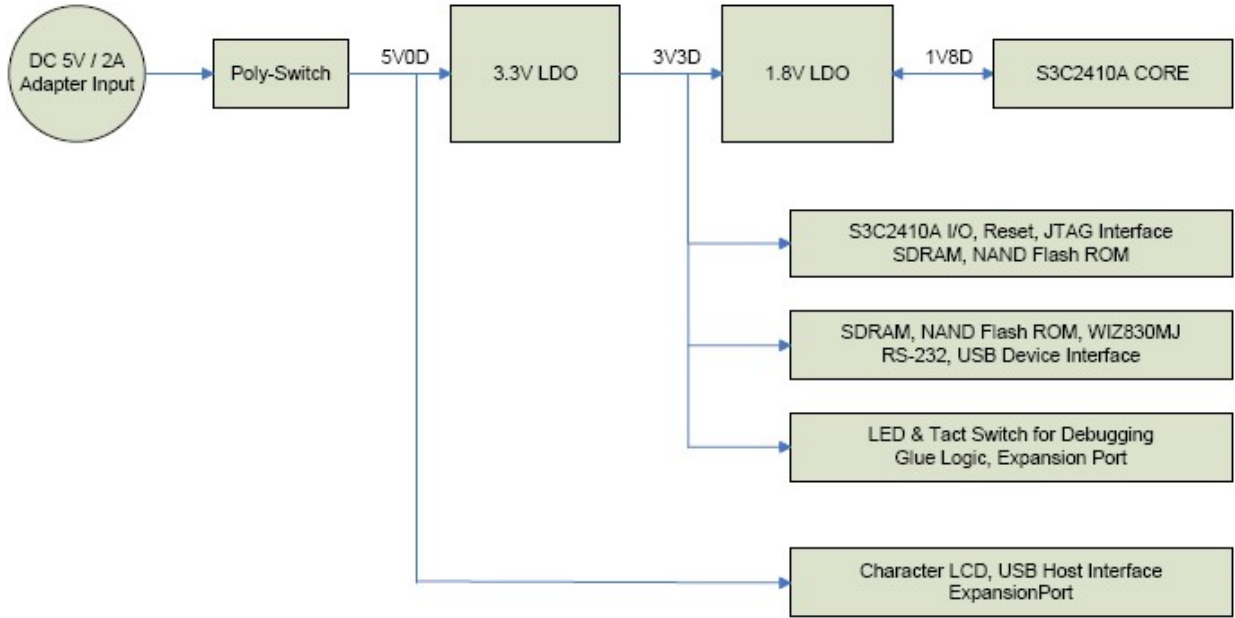 DC 5V / 2A
Adapter Input
Poly-Switch
5V0D
3.3V LDO
3V3D
1.8V LDO
1V8D
S3C2410A CORE
S3C2410A I/O, Reset, JTAG Interface
SDRAM, NAND Flash ROM
SDRAM, NAND Flash ROM, WIZ830MJ
RS-232, USB Device Interface
LED & Tact Switch for Debugging
Glue Logic, Expansion Port
Character LCD, USB Host Interface
ExpansionPort